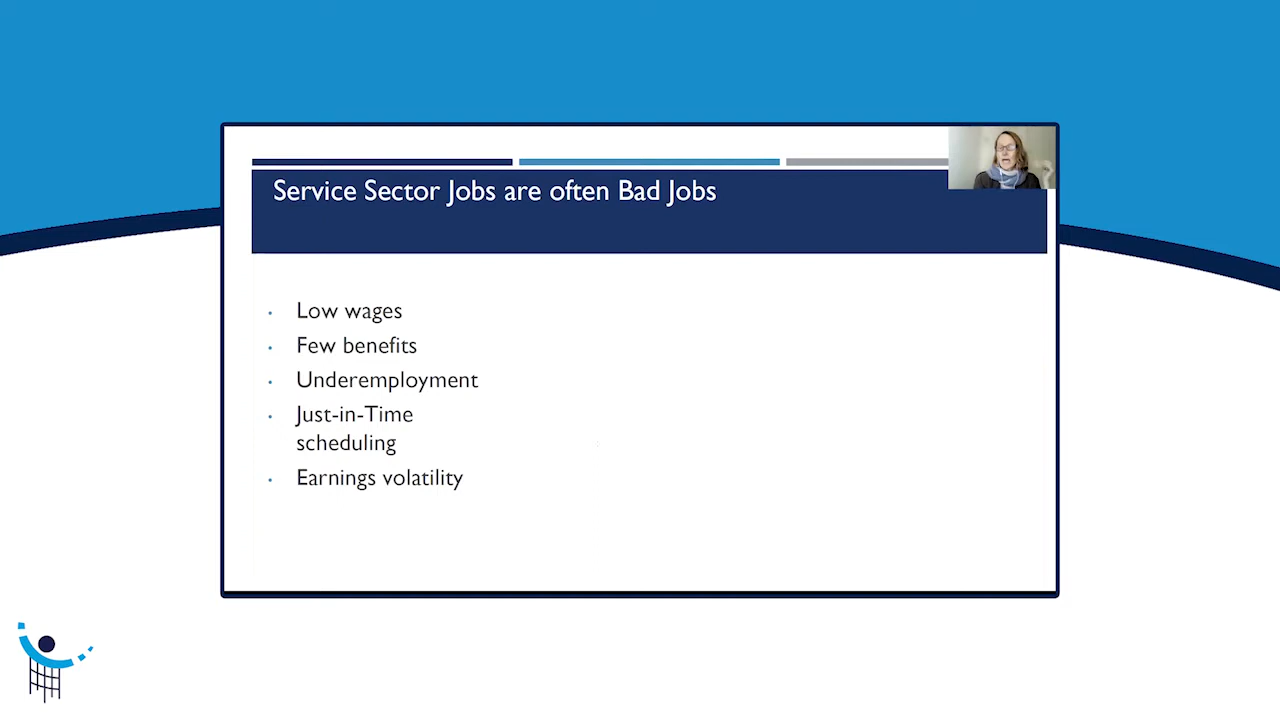 Service Sector Jobs are often Bad Jobs
• Low wages
• Few benefits
• Underemployment
• Just-in-Time
scheduling
• Earnings volatility